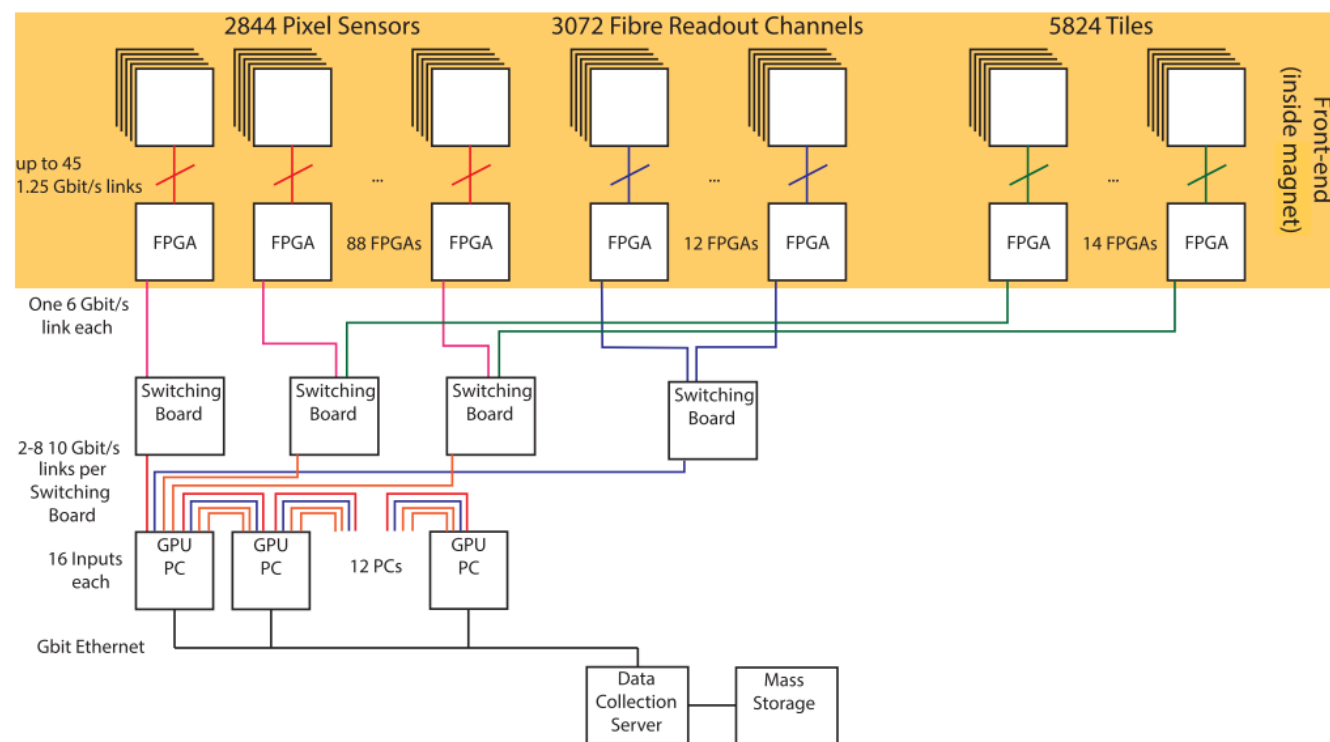 2844 Pixel Sensors
3072 Fibre Readout Channels
5824 Tiles
Front-end
(inside magnet)
up to 45
1.25 Gbit/s links
...
...
...
FPGA
FPGA
88 FPGAs
FPGA
FPGA
12 FPGAs
FPGA
FPGA
14 FPGAs
FPGA
One 6 Gbit/s
link each
Switching
Board
Switching
Board
Switching
Board
Switching
Board
2-8 10 Gbit/s
links per
Switching
Board
16 Inputs
each
GPU
PC
GPU
PC
12 PCs
GPU
PC
Gbit Ethernet
Data
Collection
Server
Mass
Storage